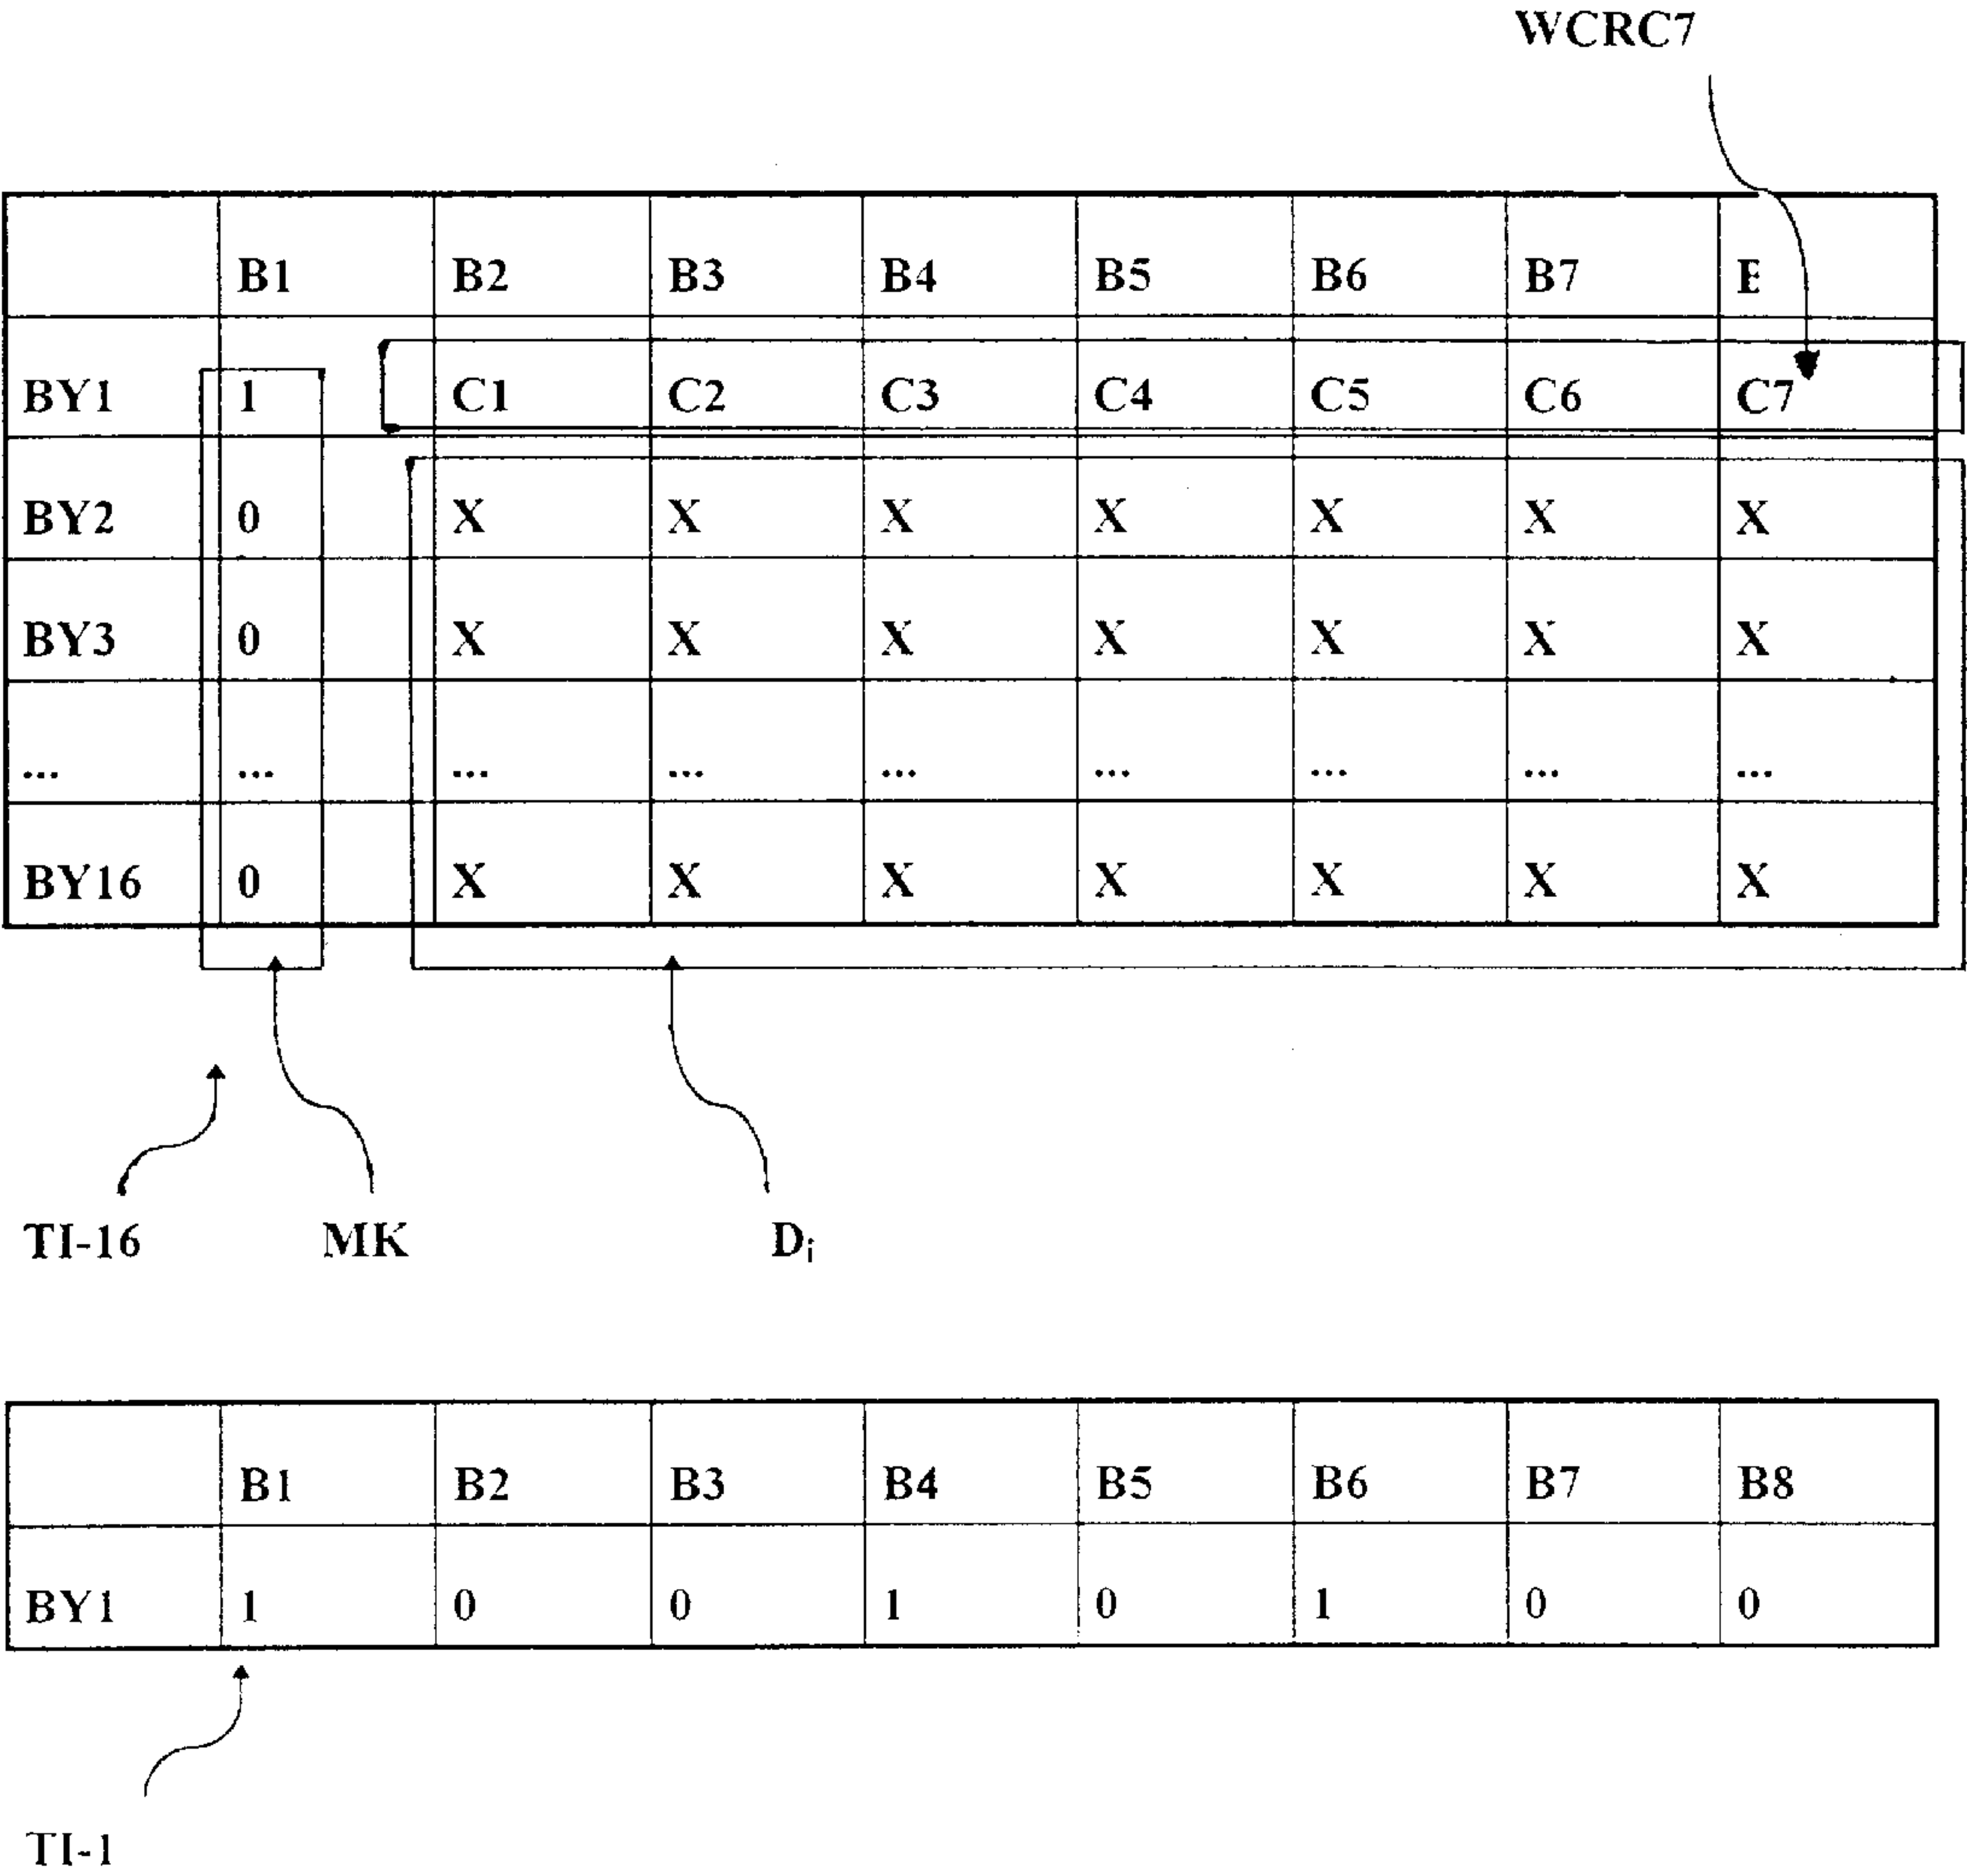 WCRC7
B1 B2 B3 B4 B5 B6 B7
BY1 1 C1 C2 C3 C4 C5 C6 C7
BY2 0 X X X X X X X
BY3 0 X X X X X X X
... ... ... ... ... ... ... ... ...
BY16 0 X X X X X X X
TI-16 MK Di
B1 B2 B3 B4 B5 B6 B7 B8
BY1 1 0 0 1 0 1 0 0
TI-1